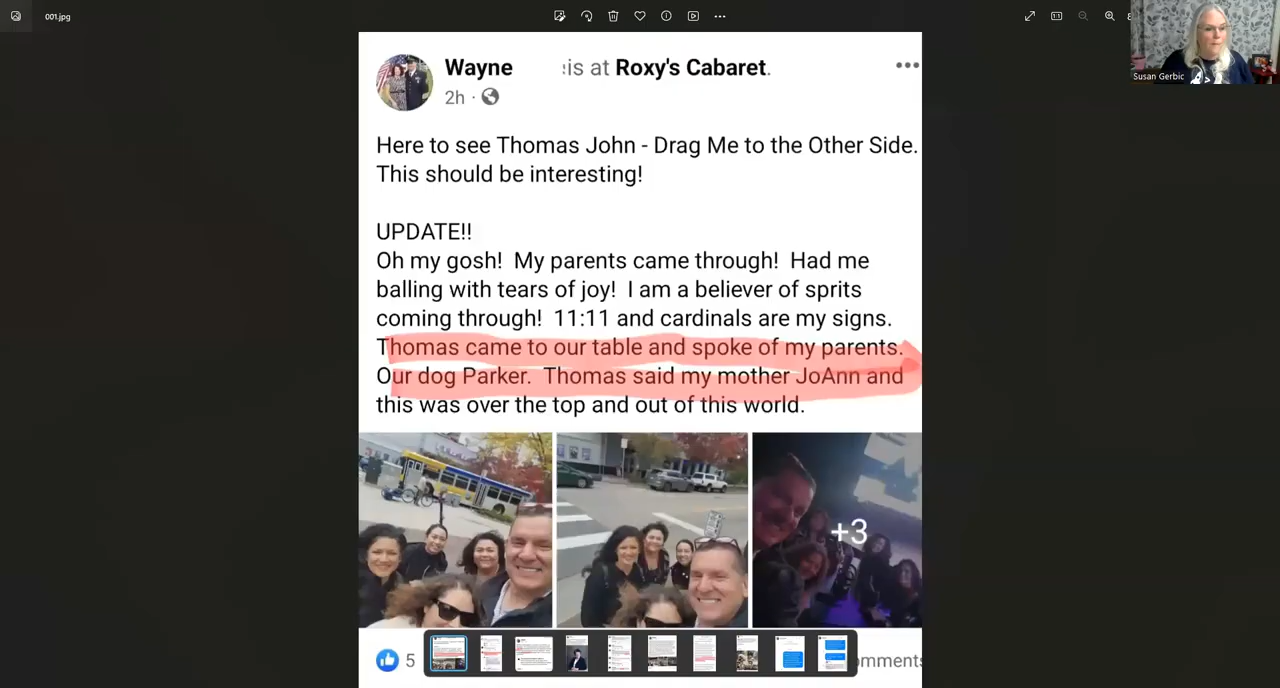 001.jpg
Susan Gerbic
Wayne is at Roxy's Cabaret.
2h ·
Here to see Thomas John - Drag Me to the Other Side.
This should be interesting!
UPDATE!!
Oh my gosh! My parents came through! Had me
balling with tears of joy! I am a believer of sprits
coming through! 11:11 and cardinals are my signs.
Thomas came to our table and spoke of my parents.
Our dog Parker. Thomas said my mother JoAnn and
this was over the top and out of this world.
+3
5